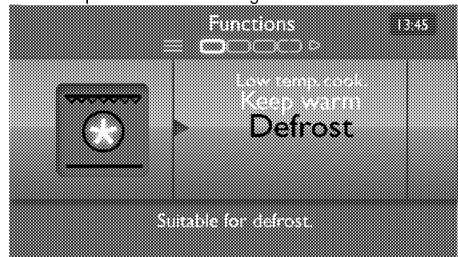 Functions
13:45
Low temp. cook.
Keep warm
Defrost
Suitable for defrost.